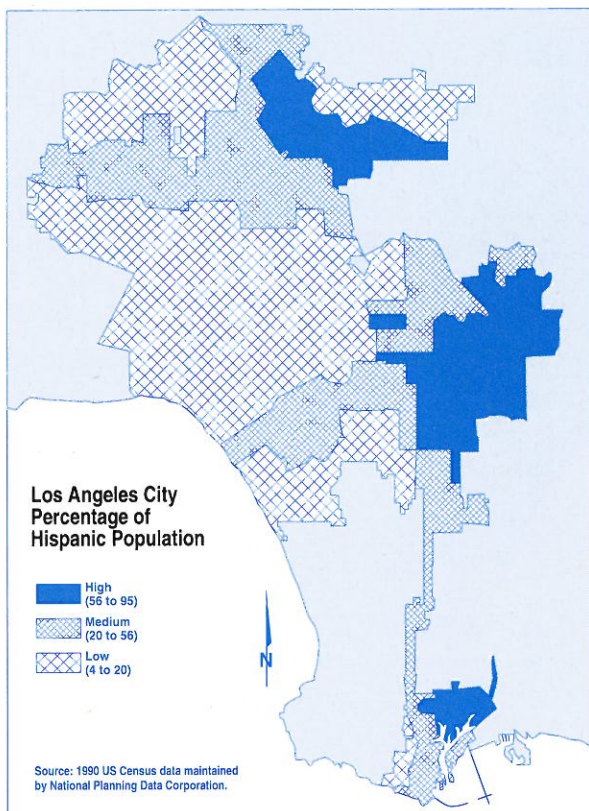 Los Angeles City
Percentage of
Hispanic Population
High
(56 to 95)
Medium
(20 to 56)
Low
(4 to 20)
N
Source: 1990 US Census data maintained
by National Planning Data Corporation.